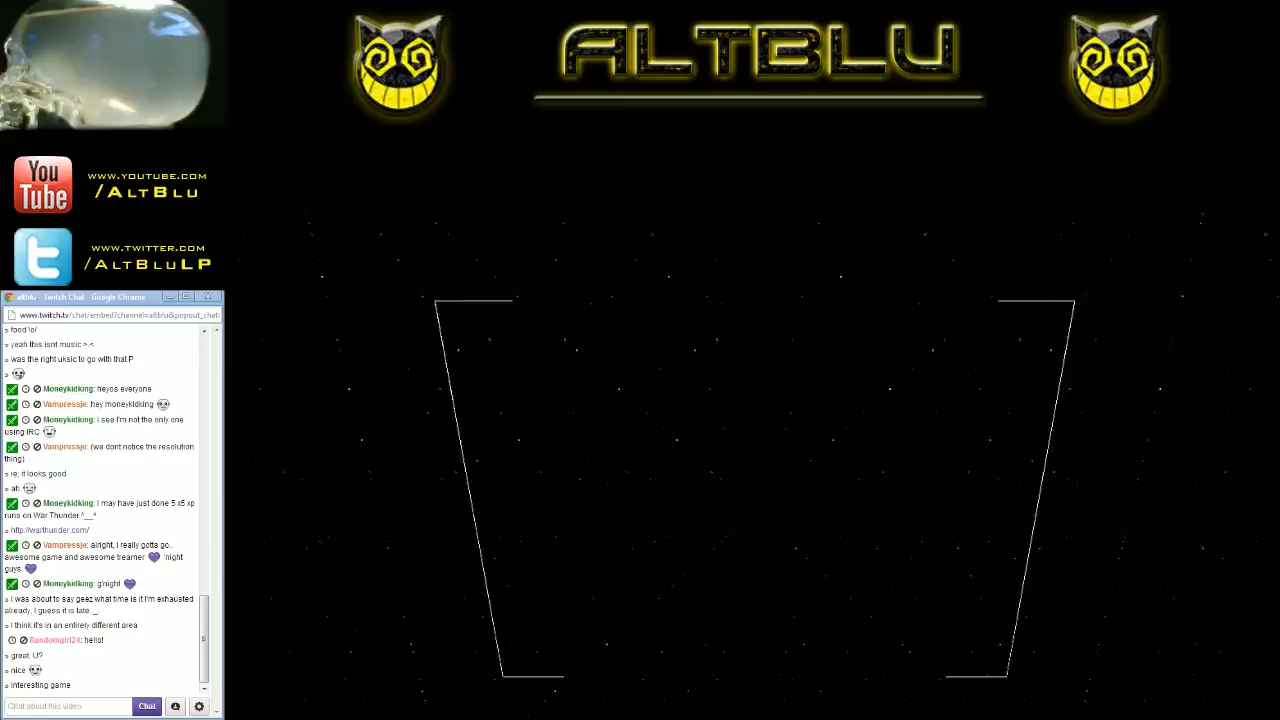 ALTBLU
You
Tube
WWW.YOUTUBE.COM
/ALTBLU
WWW.TWITTER.COM
/ALTBLULP
altblu - Twitch Chat - Google Chrome
www.twitch.tv/chat/embed?channel=altblu&popout_chat=
» food \o/
» yeah this isnt music >.<
» was the right uksic to go with that P
»
Moneykidking: heyos everyone
Vampressje: hey moneykidking
Moneykidking: I see I'm not the only one
using IRC
Vampressje: (we dont notice the resolution
thing)
it looks good
» ah
Moneykidking: I may have just done 5 x5 xp
runs on War Thunder ^__^
» http://warthunder.com/
Vampressje: alright, I really gotta go..
awesome game and awesome treamer 'night
guys
Moneykidking: g'night
» I was about to say geez what time is it I'm exhausted
already, I guess it is late ._.
» I think it's in an entirely different area
Randomgirl24: hello!
» great. U?
» nice
» interesting game
Chat about this video
Chat